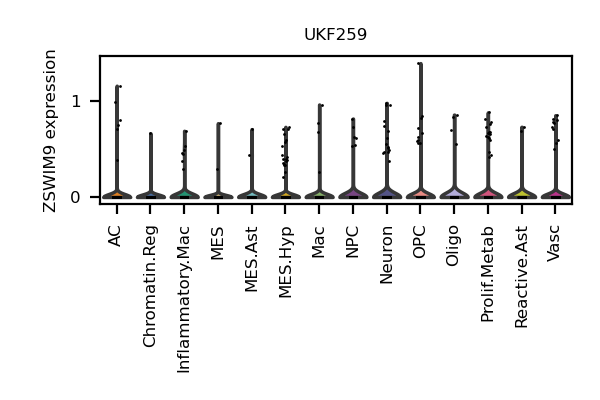 UKF259
ZSWIM9 expression
1
0
AC
Chromatin.Reg
Inflammatory.Mac
MES
MES.Ast
MES.Hyp
Mac
NPC
Neuron
OPC
Oligo
Prolif.Metab
Reactive.Ast
Vasc